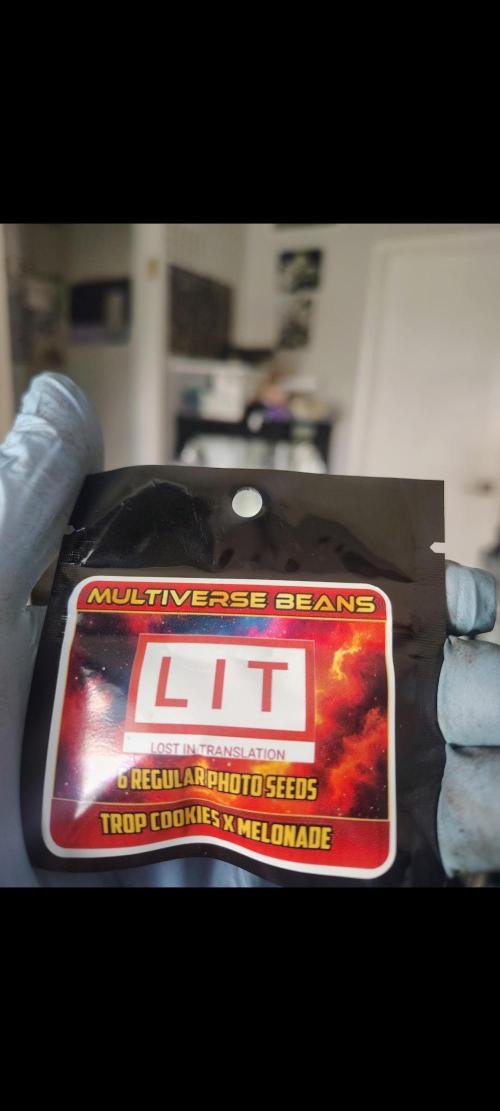 MULTIVERSE BEANS
LIT
LOST IN TRANSLATION
6 REGULAR PHOTO SEEDS
TROP COOKIES X MELONADE